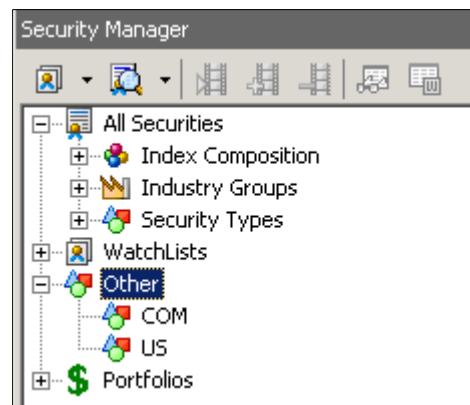 Security Manager
All Securities
Index Composition
Industry Groups
Security Types
WatchLists
Other
COM
US
Portfolios